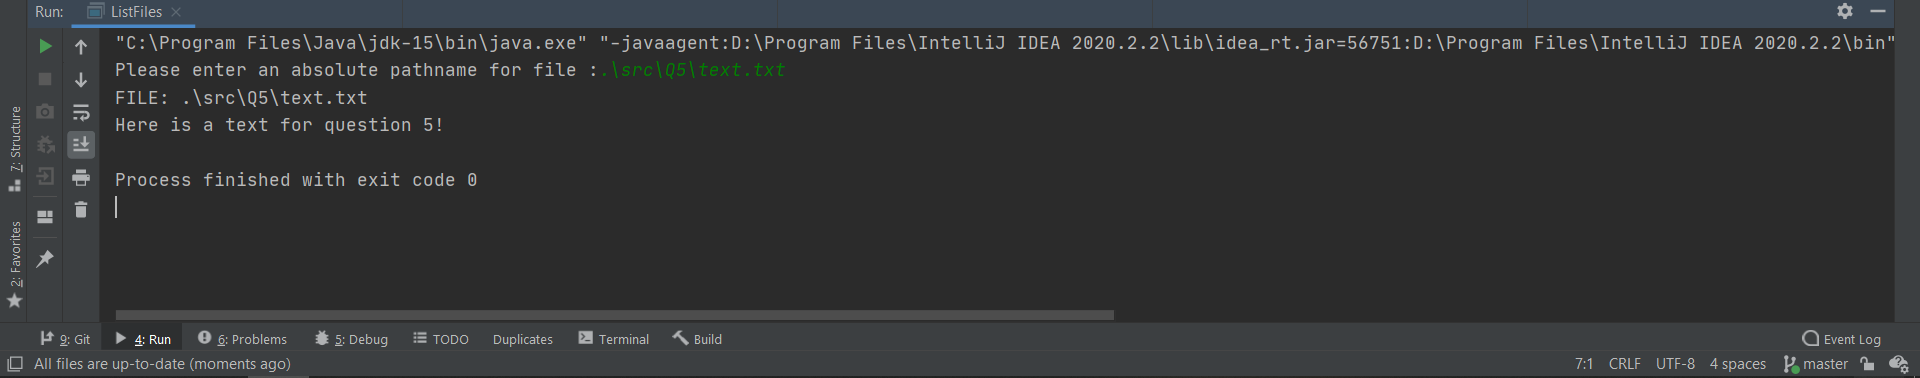 Run: ListFiles
"C:\Program Files\Java\jdk-15\bin\java.exe" "-javaagent:D:\Program Files\IntelliJ IDEA 2020.2.2\lib\idea_rt.jar=56751:D:\Program Files\IntelliJ IDEA 2020.2.2\bin"
Please enter an absolute pathname for file :.\src\Q5\text.txt
FILE: .\src\Q5\text.txt
Here is a text for question 5!
Process finished with exit code 0
7: Structure
2: Favorites
9: Git 4: Run 6: Problems 5: Debug TODO Duplicates Terminal Build Event Log
All files are up-to-date (moments ago) 7:1 CRLF UTF-8 4 spaces master